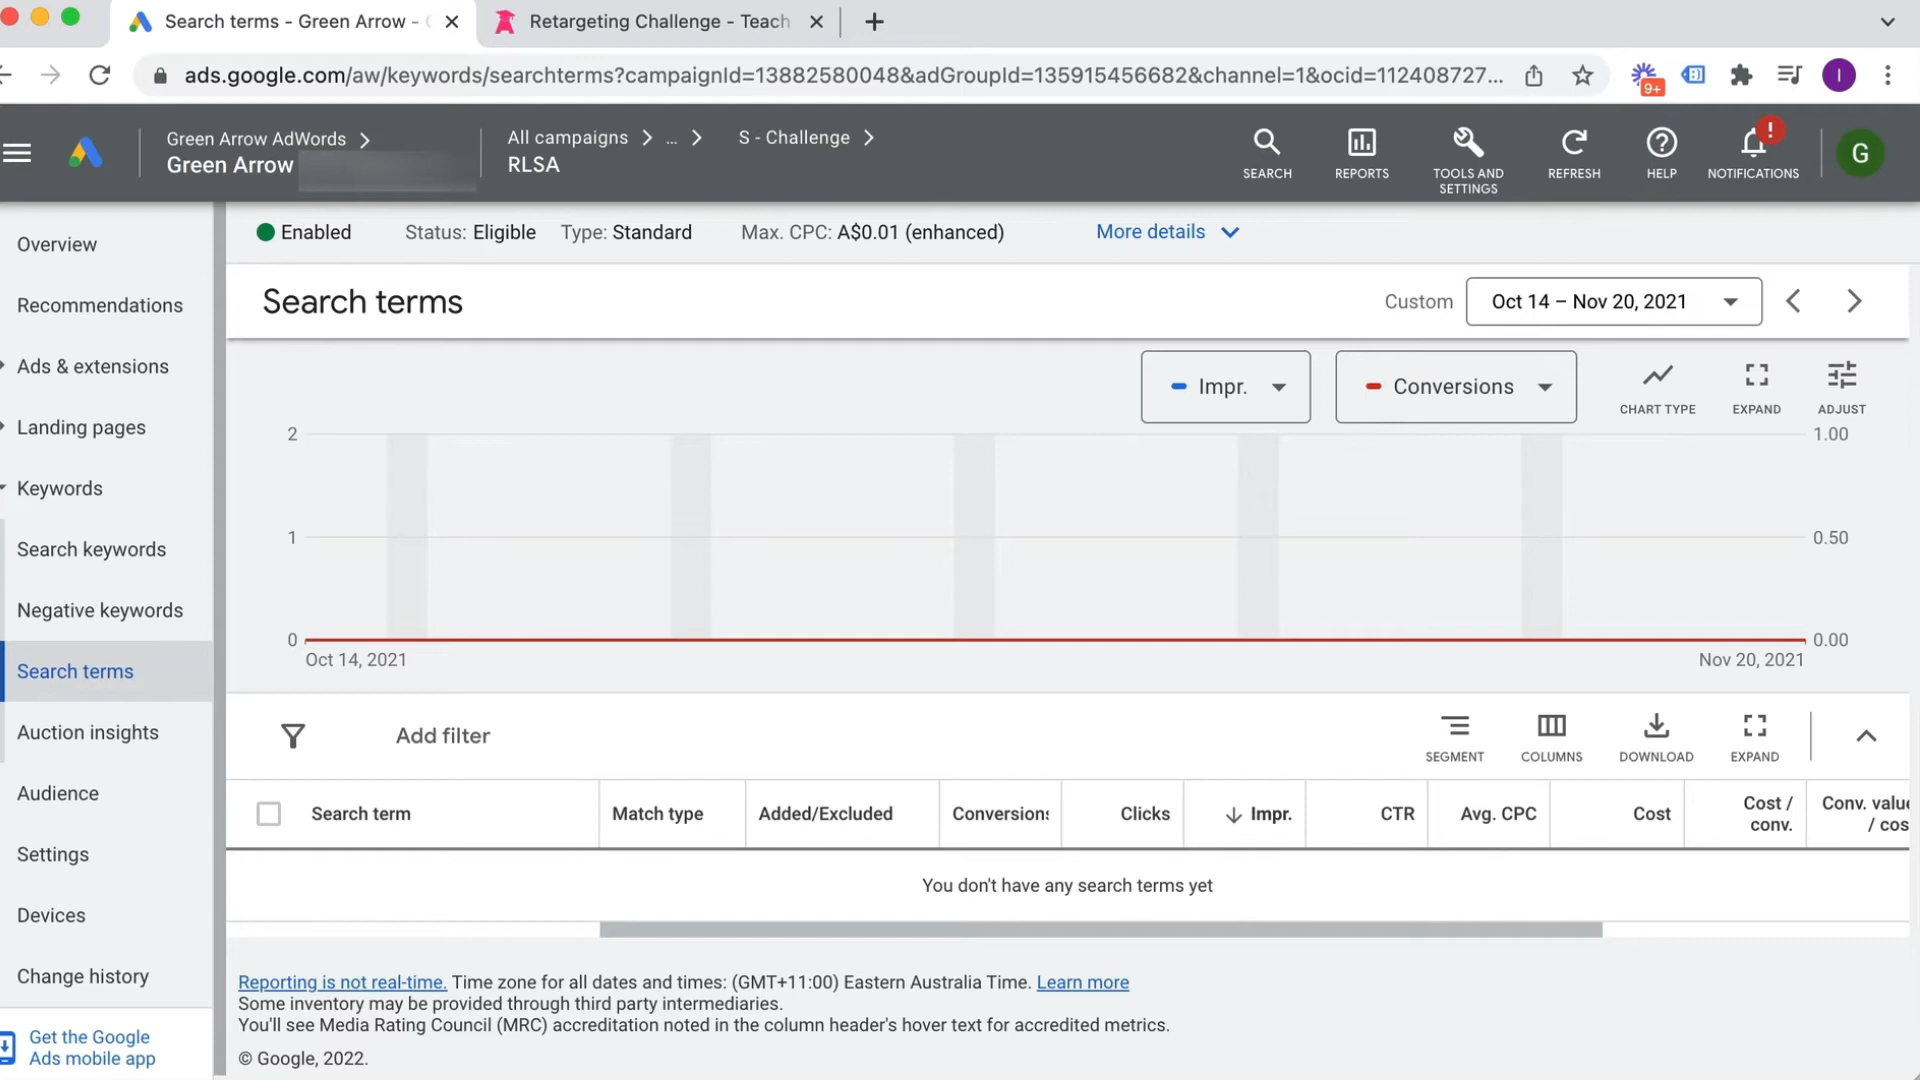 Search terms - Green Arrow -
Retargeting Challenge - Teach
ads.google.com/aw/keywords/searchterms?campaignId=13882580048&adGroupId=135915456682&channel=1&ocid=112408727...
9+
I
Green Arrow AdWords
Green Arrow
All campaigns
...
S - Challenge
RLSA
SEARCH
REPORTS
TOOLS AND
SETTINGS
REFRESH
HELP
!
NOTIFICATIONS
G
Overview
Recommendations
Ads & extensions
Landing pages
Keywords
Search keywords
Negative keywords
Search terms
Auction insights
Audience
Settings
Devices
Change history
Get the Google
Ads mobile app
Enabled
Status: Eligible
Type: Standard
Max. CPC: A$0.01 (enhanced)
More details
Search terms
Custom
Oct 14 – Nov 20, 2021
Impr.
Conversions
CHART TYPE
EXPAND
ADJUST
2
1.00
1
0.50
0
0.00
Oct 14, 2021
Nov 20, 2021
Add filter
SEGMENT
COLUMNS
DOWNLOAD
EXPAND
Search term
Match type
Added/Excluded
Conversions
Clicks
Impr.
CTR
Avg. CPC
Cost
Cost /
conv.
Conv. value
/ cos
You don't have any search terms yet
Reporting is not real-time. Time zone for all dates and times: (GMT+11:00) Eastern Australia Time. Learn more
Some inventory may be provided through third party intermediaries.
You'll see Media Rating Council (MRC) accreditation noted in the column header's hover text for accredited metrics.
© Google, 2022.